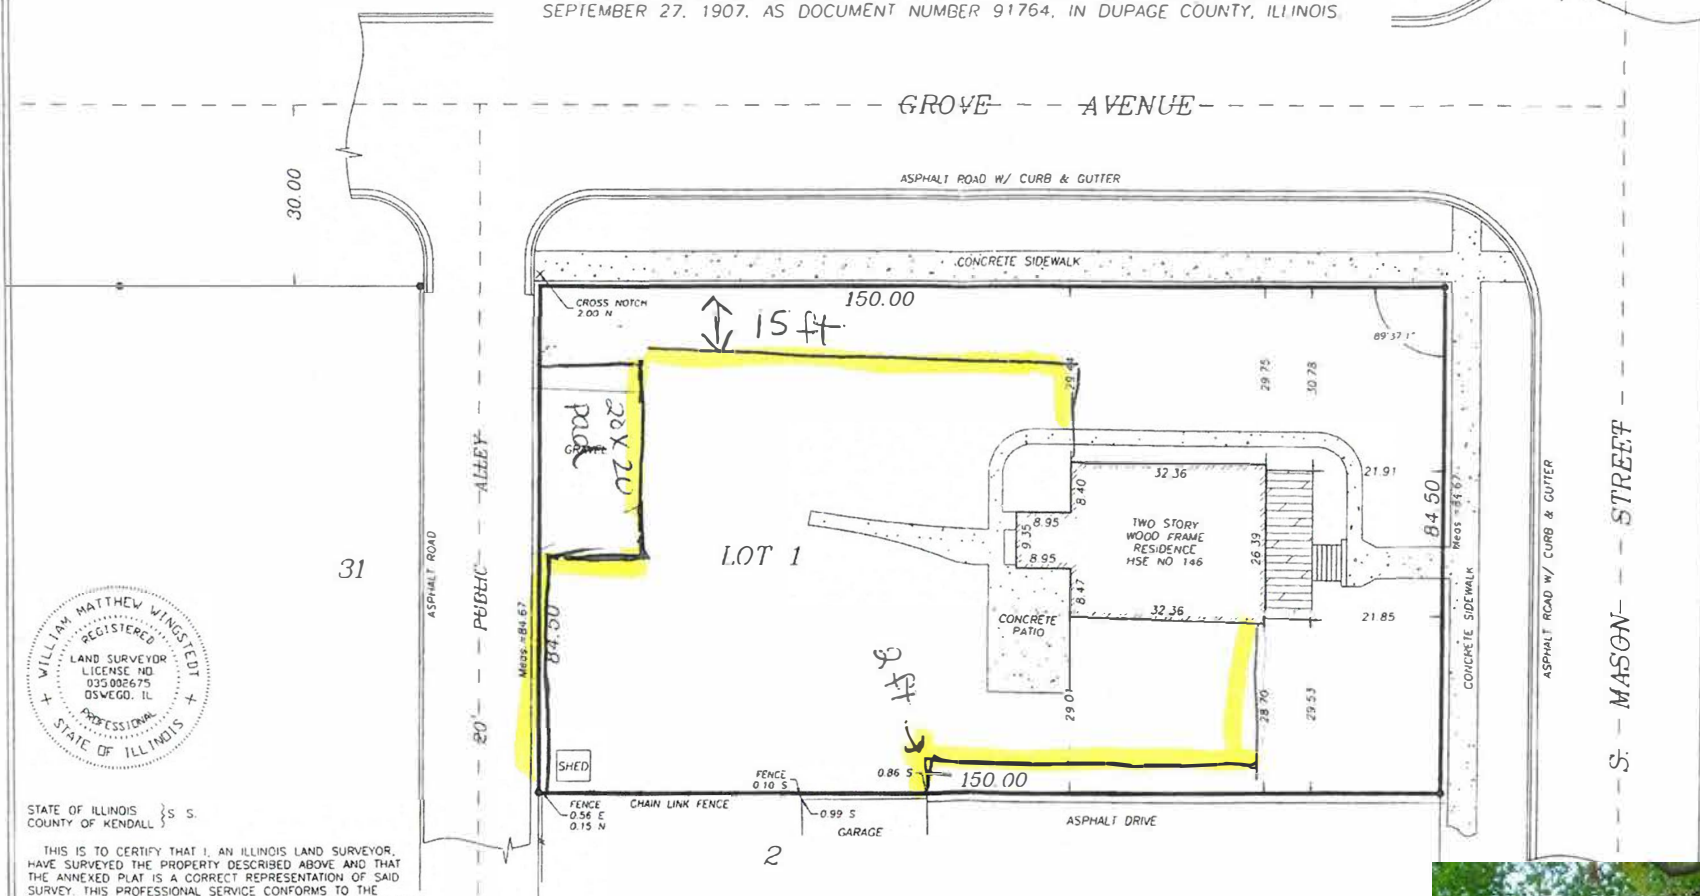 SEPTEMBER 27, 1907, AS DOCUMENT NUMBER 91764, IN DUPAGE COUNTY, ILLINOIS.
GROVE AVENUE
30.00
ASPHALT ROAD W/ CURB & GUTTER
CONCRETE SIDEWALK
150.00
CROSS NOTCH
2.00 N
15 ft.
89°37'1"
29.75
30.78
20 X 20
pad
GRAVEL
PUBLIC ALLEY
20'
ASPHALT ROAD
31
LOT 1
32.36
8.40
8.95
9.35
8.95
8.47
TWO STORY
WOOD FRAME
RESIDENCE
HSE NO 146
26.39
32.36
21.91
84.50
Meas.=84.67
21.85
CONCRETE
PATIO
CONCRETE SIDEWALK
ASPHALT ROAD W/ CURB & GUTTER
S. MASON STREET
Meas.=84.67
84.50
29.01
28.70
29.53
SHED
FENCE
0.10 S
0.86 S
150.00
FENCE
0.56 E
0.15 N
CHAIN LINK FENCE
0.99 S
GARAGE
ASPHALT DRIVE
2
WILLIAM MATTHEW WINGSTEDT
REGISTERED
LAND SURVEYOR
LICENSE NO.
035002675
OSWEGO, IL
PROFESSIONAL
STATE OF ILLINOIS
STATE OF ILLINOIS } S S.
COUNTY OF KENDALL
THIS IS TO CERTIFY THAT I, AN ILLINOIS LAND SURVEYOR,
HAVE SURVEYED THE PROPERTY DESCRIBED ABOVE AND THAT
THE ANNEXED PLAT IS A CORRECT REPRESENTATION OF SAID
SURVEY. THIS PROFESSIONAL SERVICE CONFORMS TO THE